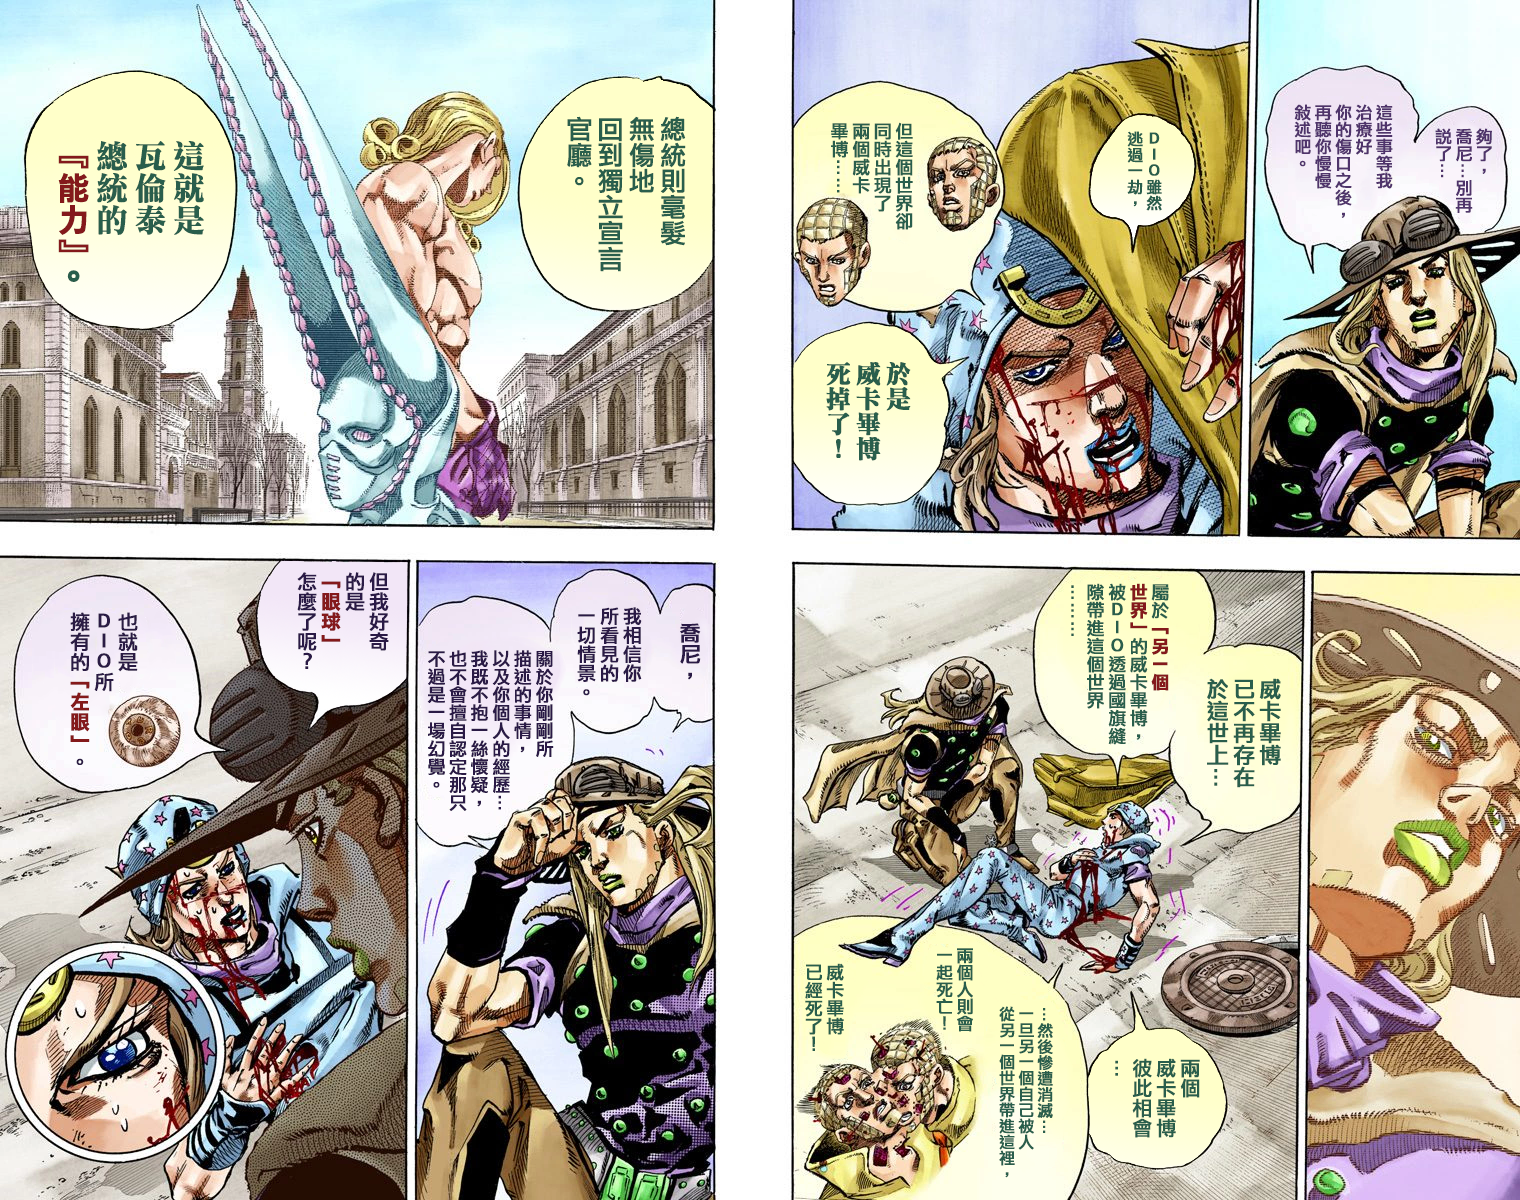 夠了，
喬尼…別再
說了…
這些事等我
治療好
你的傷口之後，
再聽你慢慢
敍述吧。
DIO雖然
逃過一劫，
但這個世界卻
同時出現了
兩個威卡
畢博……
於是
威卡畢博
死掉了！
威卡畢博
已不再存在
於這世上…
屬於「另一個
世界」的威卡畢博，
被DIO透過國旗縫
隙帶進這個世界
………
兩個
威卡畢博
彼此相會
…
…然後慘遭消滅…
一旦另一個自己被人
從另一個世界帶進這裡，
兩個人則會
一起死亡！
威卡畢博
已經死了！
總統則毫髮
無傷地
回到獨立宣言
官廳。
這就是
瓦倫泰
總統的
『能力』。
喬尼，
我相信你
所看見的
一切情景。
關於你剛剛所
描述的事情，
以及你個人的經歷…
我既不抱一絲懷疑，
也不會擅自認定那只
不過是一場幻覺。
但我好奇
的是
「眼球」
怎麼了呢？
也就是
DIO所
擁有的「左眼」。